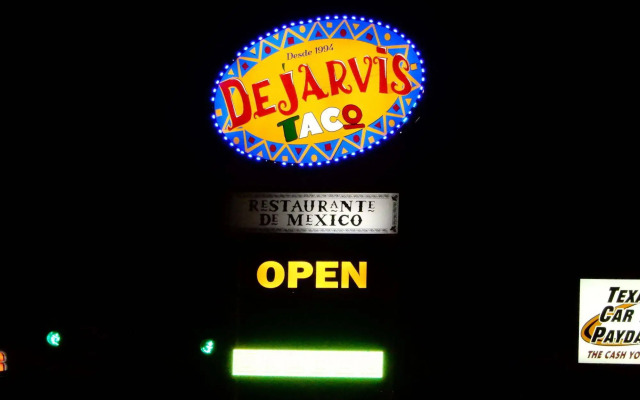 Desde 1994
DEJARVIS
TACO
RESTAURANTE
DE MEXICO
OPEN
TEXA
CAR
PAYDA
THE CASH YO